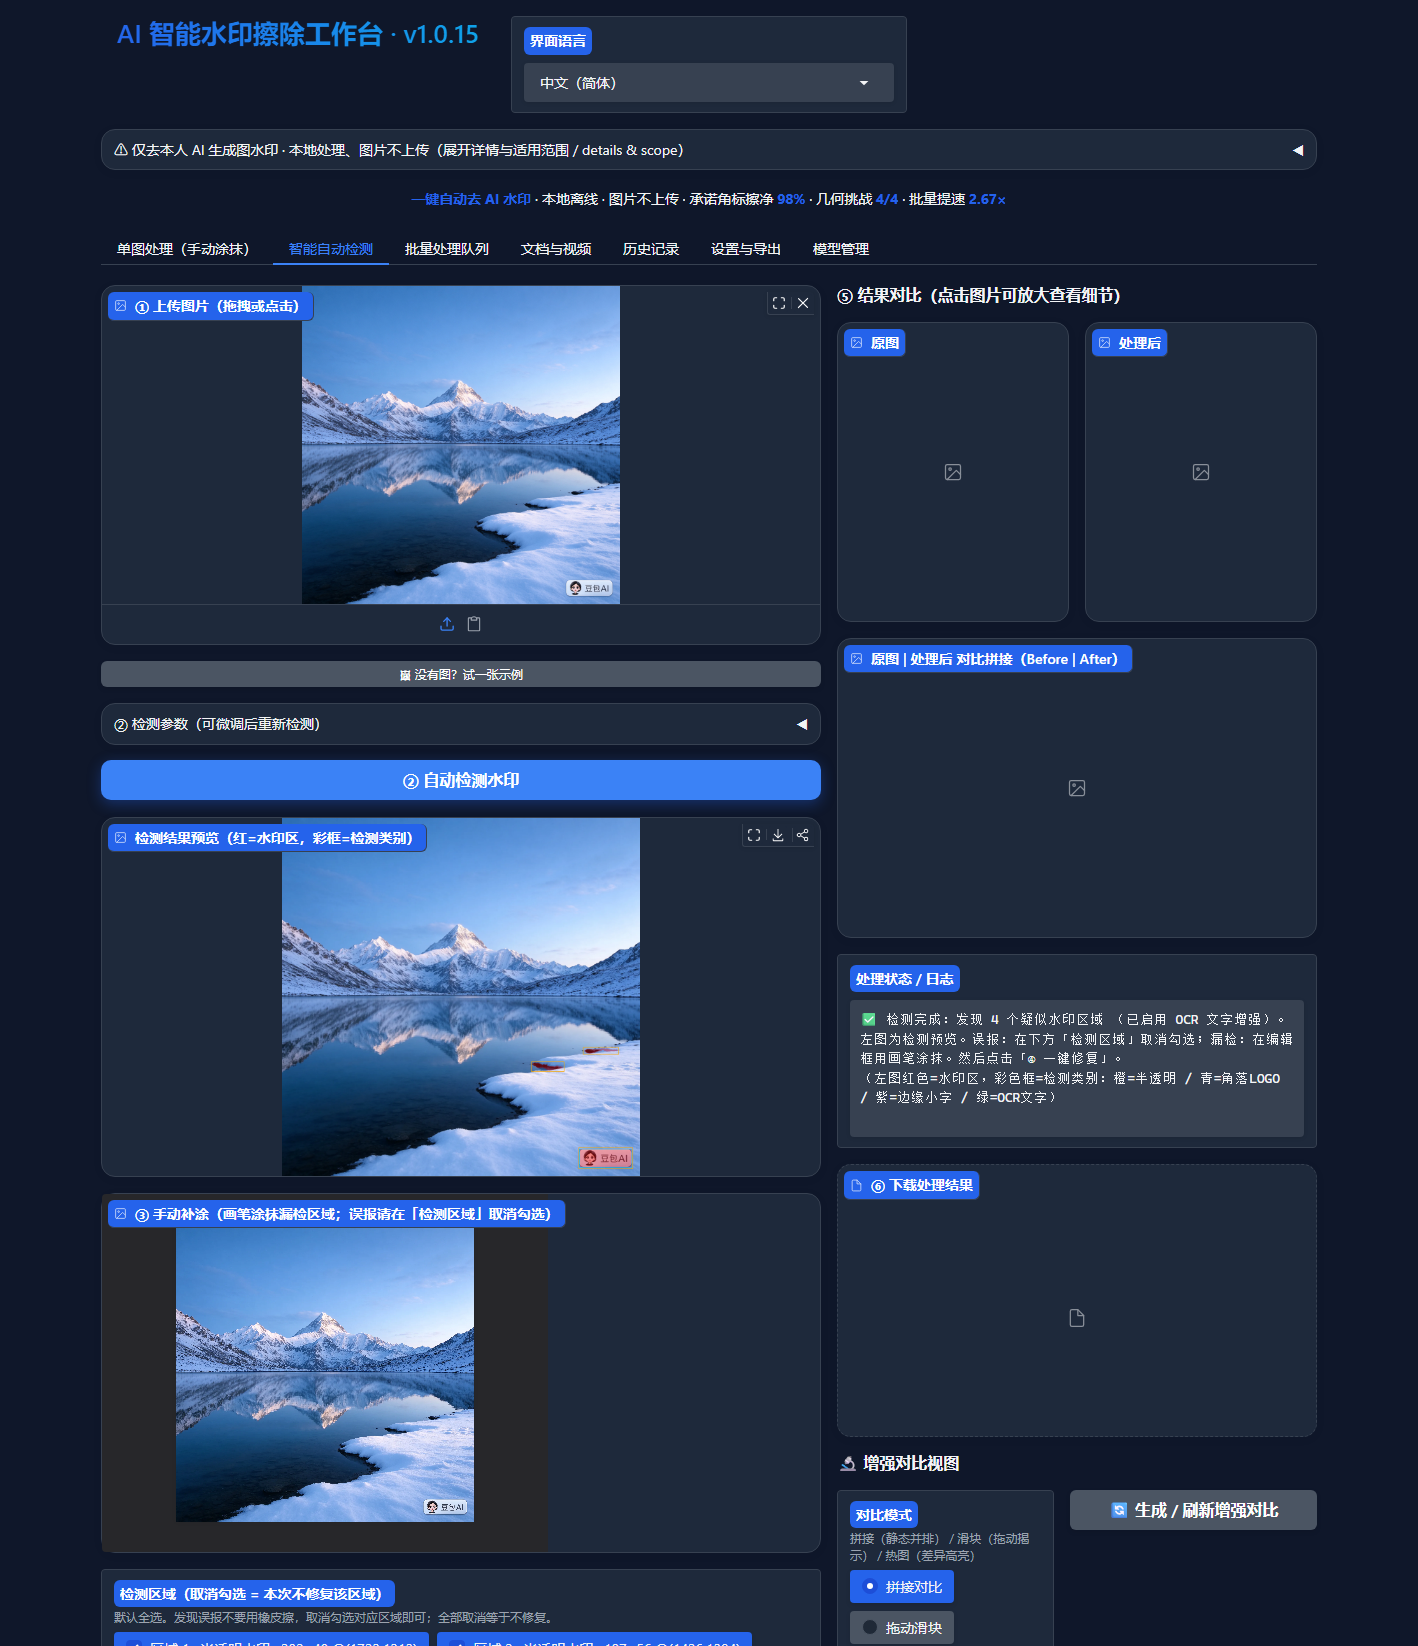 AI 智能水印擦除工作台 · v1.0.15
界面语言
中文（简体）
⚠ 仅去本人 AI 生成图水印 · 本地处理、图片不上传（展开详情与适用范围 / details & scope）
一键自动去 AI 水印 · 本地离线 · 图片不上传 · 承诺角标擦净 98% · 几何挑战 4/4 · 批量提速 2.67×
单图处理（手动涂抹）
智能自动检测
批量处理队列
文档与视频
历史记录
设置与导出
模型管理
① 上传图片（拖拽或点击）
豆包AI
没有图？试一张示例
② 检测参数（可微调后重新检测）
② 自动检测水印
检测结果预览（红=水印区，彩框=检测类别）
豆包AI
③ 手动补涂（画笔涂抹漏检区域；误报请在「检测区域」取消勾选）
豆包AI
检测区域（取消勾选 = 本次不修复该区域）
默认全选。发现误报不要用橡皮擦，取消勾选对应区域即可；全部取消等于不修复。
⑤ 结果对比（点击图片可放大查看细节）
原图
处理后
原图 | 处理后 对比拼接（Before | After）
处理状态 / 日志
✅ 检测完成：发现 4 个疑似水印区域 （已启用 OCR 文字增强）。
左图为检测预览。误报：在下方「检测区域」取消勾选；漏检：在编辑
框用画笔涂抹。然后点击「④ 一键修复」。
（左图红色=水印区，彩色框=检测类别：橙=半透明 / 青=角落LOGO
/ 紫=边缘小字 / 绿=OCR文字）
⑥ 下载处理结果
🔬 增强对比视图
对比模式
拼接（静态并排） / 滑块（拖动揭
示） / 热图（差异高亮）
拼接对比
拖动滑块
🔄 生成 / 刷新增强对比